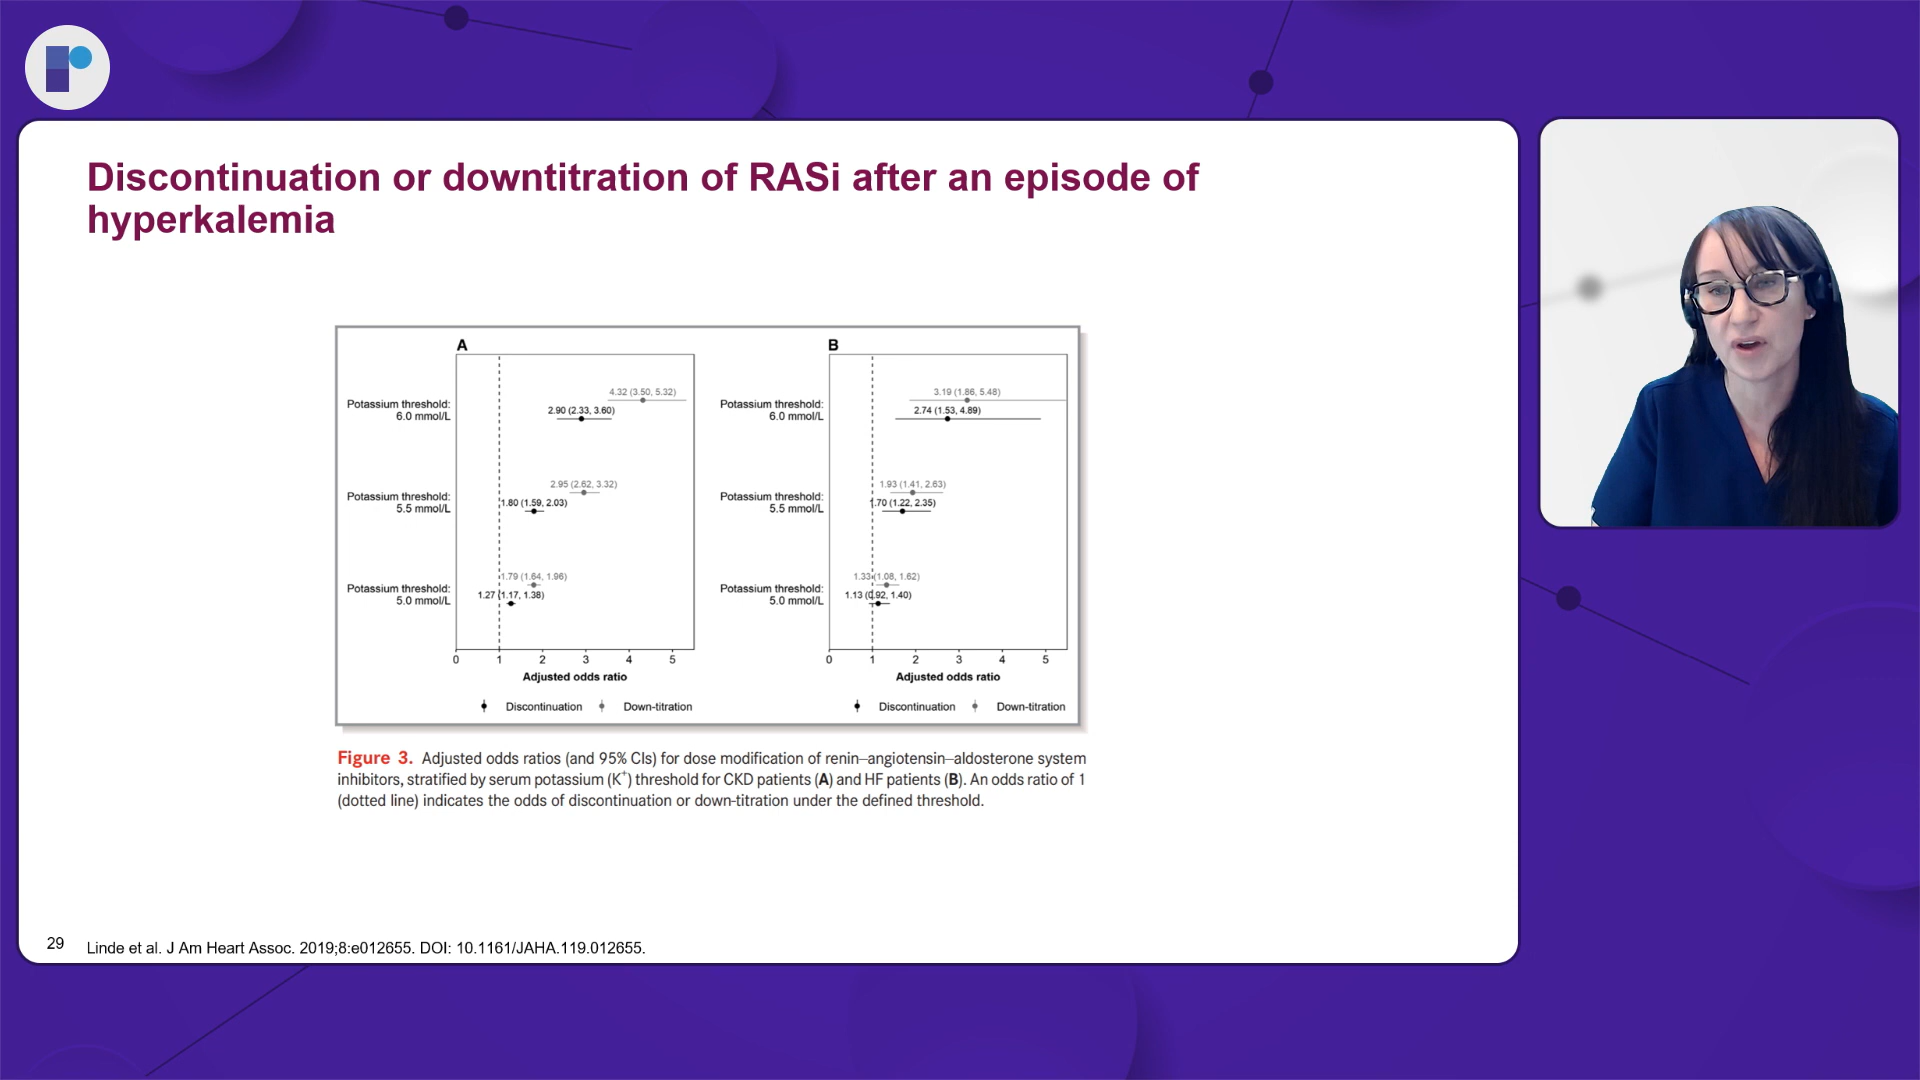 Discontinuation or downtitration of RASi after an episode of
hyperkalemia
A
Potassium threshold:
6.0 mmol/L
4.32 (3.50, 5.32)
2.90 (2.33, 3.60)
Potassium threshold:
5.5 mmol/L
2.95 (2.62, 3.32)
1.80 (1.59, 2.03)
Potassium threshold:
5.0 mmol/L
1.79 (1.64, 1.96)
1.27 (1.17, 1.38)
0 1 2 3 4 5
Adjusted odds ratio
Discontinuation Down-titration
B
Potassium threshold:
6.0 mmol/L
3.19 (1.86, 5.48)
2.74 (1.53, 4.89)
Potassium threshold:
5.5 mmol/L
1.93 (1.41, 2.63)
1.70 (1.22, 2.35)
Potassium threshold:
5.0 mmol/L
1.33 (1.08, 1.62)
1.13 (0.92, 1.40)
0 1 2 3 4 5
Adjusted odds ratio
Discontinuation Down-titration
Figure 3. Adjusted odds ratios (and 95% CIs) for dose modification of renin–angiotensin–aldosterone system
inhibitors, stratified by serum potassium (K⁺) threshold for CKD patients (A) and HF patients (B). An odds ratio of 1
(dotted line) indicates the odds of discontinuation or down-titration under the defined threshold.
29
Linde et al. J Am Heart Assoc. 2019;8:e012655. DOI: 10.1161/JAHA.119.012655.